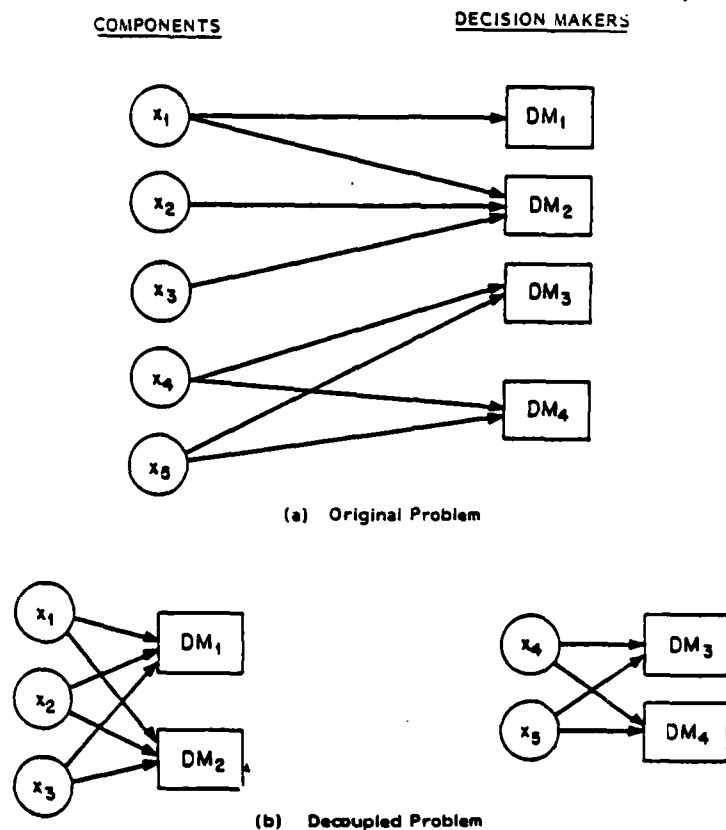 COMPONENTS DECISION MAKERS
x1 DM1
x2 DM2
x3 DM3
x4 DM4
x5
(a) Original Problem
x1 DM1 x4 DM3
x2 x5 DM4
x3 DM2
(b) Decoupled Problem